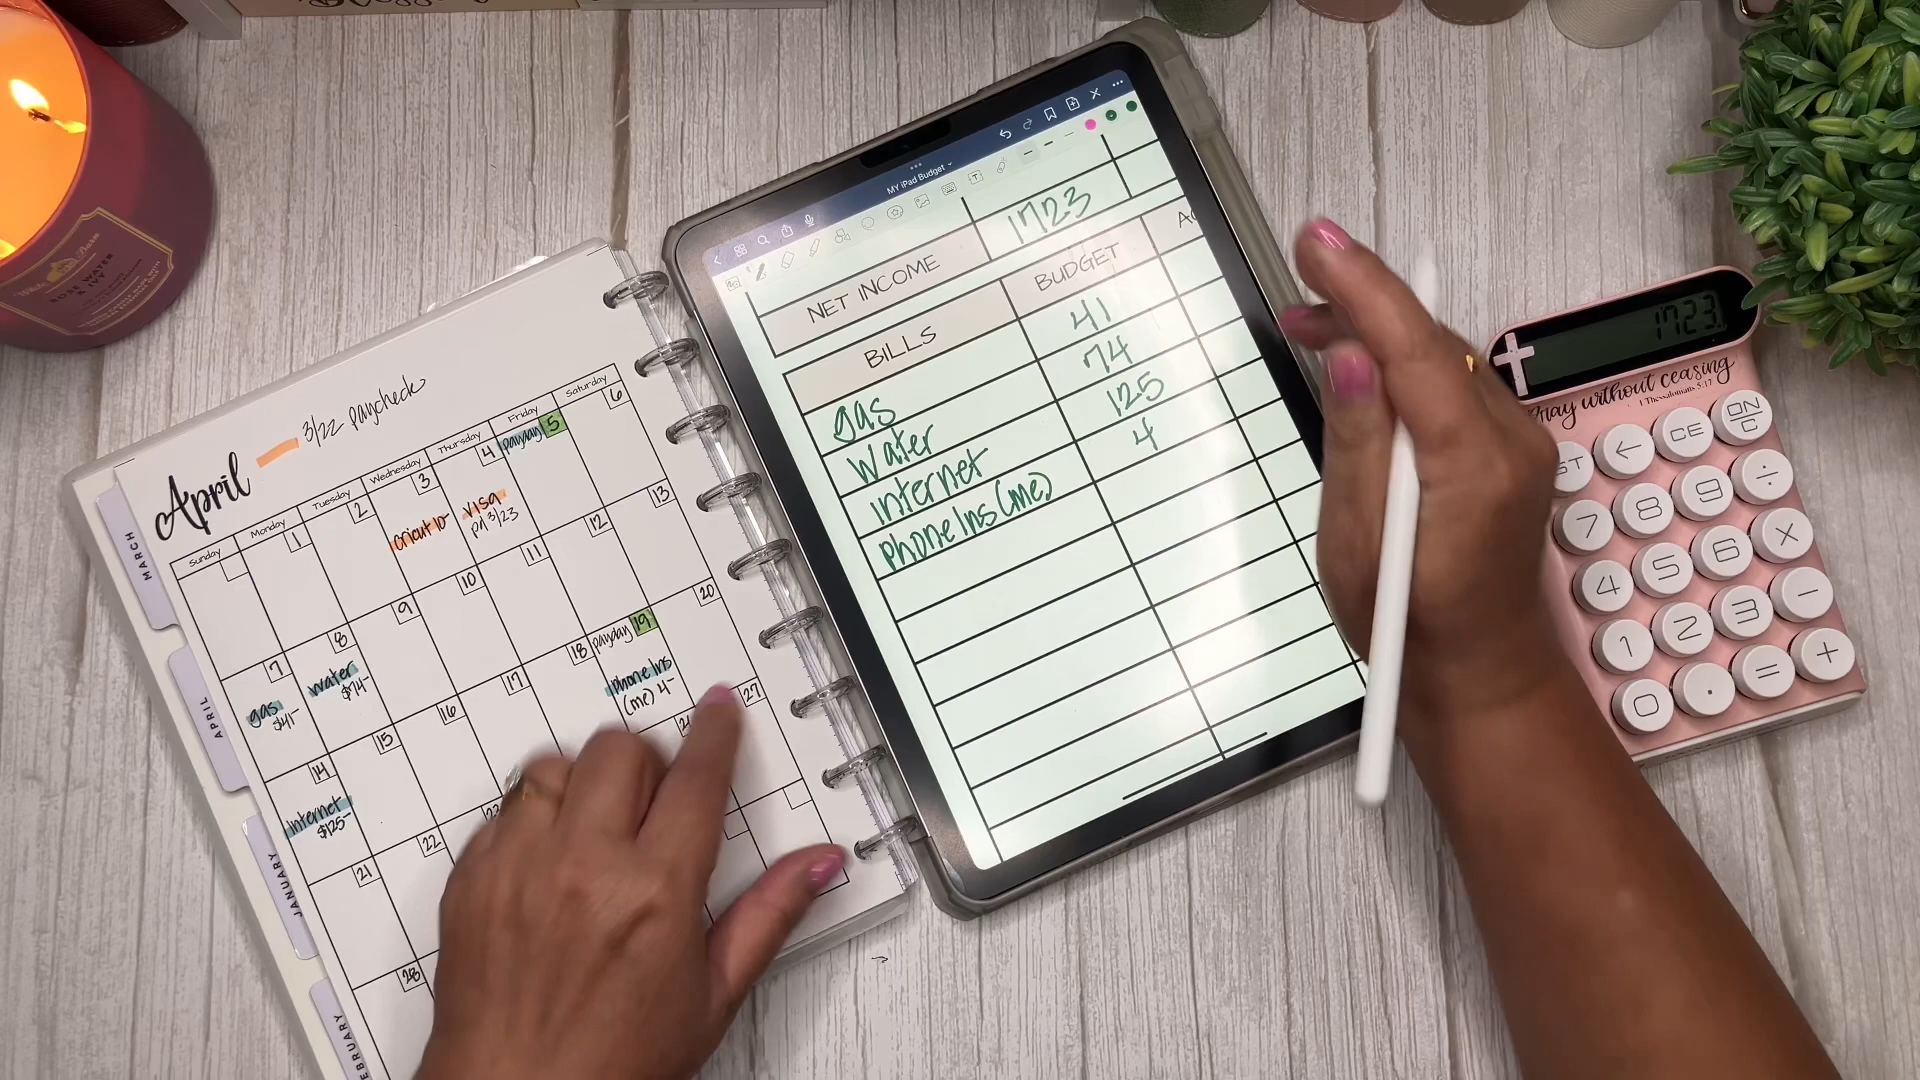 ROSE WATER
& IVY
MARCH
APRIL
JANUARY
FEBRUARY
April
3/22 paycheck
Sunday
Monday
Tuesday
Wednesday
Thursday
Friday
Saturday
1
2
3
cricut 10-
4
visa
pd 3/23
5
payday
6
7
gas
$41-
8
water
$74-
9
10
11
12
13
14
internet
$125-
15
16
17
18
19
payday
phone Ins
(me) 4-
20
21
22
23
27
28
MY iPad Budget
NET INCOME
1723
BILLS
BUDGET
gas
41
water
74
internet
125
phone Ins (me)
4
1723.
pray without ceasing
1 Thessalonians 5:17
←
CE
ON/C
7
8
9
÷
4
5
6
×
1
2
3
−
0
.
=
+